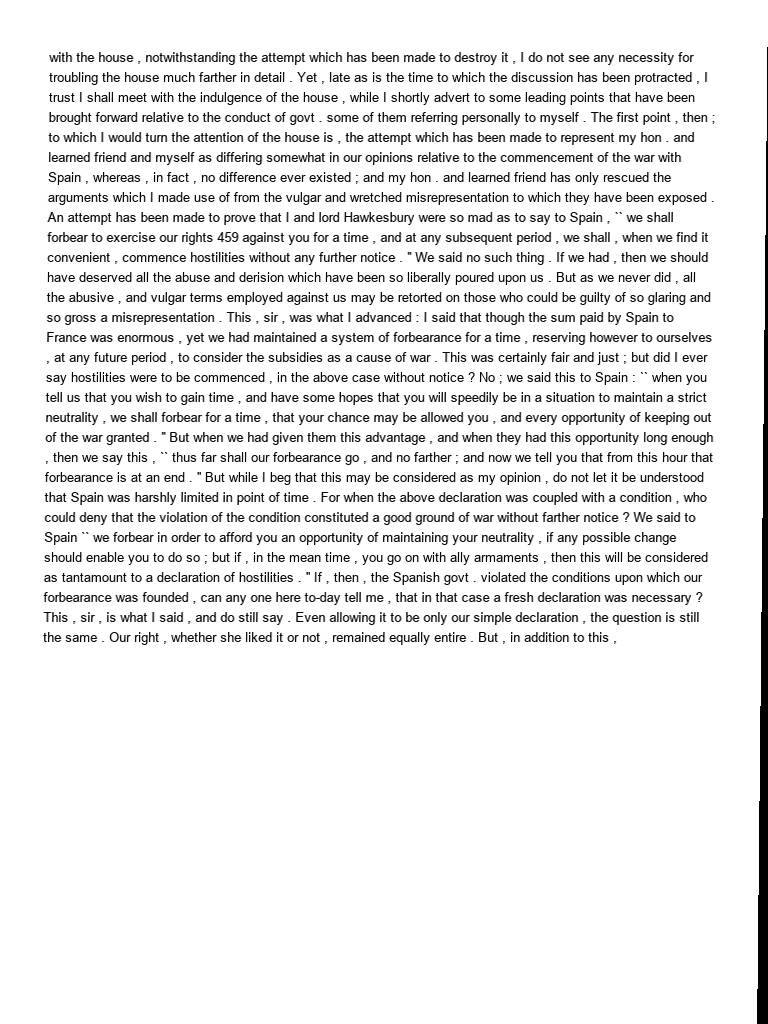 with the house , notwithstanding the attempt which has been made to destroy it , I do not see any necessity for
troubling the house much farther in detail . Yet , late as is the time to which the discussion has been protracted , I
trust I shall meet with the indulgence of the house , while I shortly advert to some leading points that have been
brought forward relative to the conduct of govt . some of them referring personally to myself . The first point , then ;
to which I would turn the attention of the house is , the attempt which has been made to represent my hon . and
learned friend and myself as differing somewhat in our opinions relative to the commencement of the war with
Spain , whereas , in fact , no difference ever existed ; and my hon . and learned friend has only rescued the
arguments which I made use of from the vulgar and wretched misrepresentation to which they have been exposed .
An attempt has been made to prove that I and lord Hawkesbury were so mad as to say to Spain , `` we shall
forbear to exercise our rights 459 against you for a time , and at any subsequent period , we shall , when we find it
convenient , commence hostilities without any further notice . " We said no such thing . If we had , then we should
have deserved all the abuse and derision which have been so liberally poured upon us . But as we never did , all
the abusive , and vulgar terms employed against us may be retorted on those who could be guilty of so glaring and
so gross a misrepresentation . This , sir , was what I advanced : I said that though the sum paid by Spain to
France was enormous , yet we had maintained a system of forbearance for a time , reserving however to ourselves
, at any future period , to consider the subsidies as a cause of war . This was certainly fair and just ; but did I ever
say hostilities were to be commenced , in the above case without notice ? No ; we said this to Spain : `` when you
tell us that you wish to gain time , and have some hopes that you will speedily be in a situation to maintain a strict
neutrality , we shall forbear for a time , that your chance may be allowed you , and every opportunity of keeping out
of the war granted . " But when we had given them this advantage , and when they had this opportunity long enough
, then we say this , `` thus far shall our forbearance go , and no farther ; and now we tell you that from this hour that
forbearance is at an end . " But while I beg that this may be considered as my opinion , do not let it be understood
that Spain was harshly limited in point of time . For when the above declaration was coupled with a condition , who
could deny that the violation of the condition constituted a good ground of war without farther notice ? We said to
Spain `` we forbear in order to afford you an opportunity of maintaining your neutrality , if any possible change
should enable you to do so ; but if , in the mean time , you go on with ally armaments , then this will be considered
as tantamount to a declaration of hostilities . " If , then , the Spanish govt . violated the conditions upon which our
forbearance was founded , can any one here to-day tell me , that in that case a fresh declaration was necessary ?
This , sir , is what I said , and do still say . Even allowing it to be only our simple declaration , the question is still
the same . Our right , whether she liked it or not , remained equally entire . But , in addition to this ,